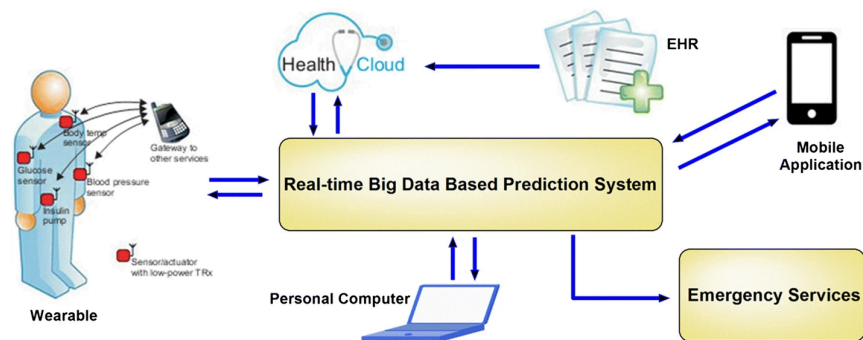 Health Cloud
EHR
Mobile
Application
Body temp
sensor
Gateway to
other services
Glucose
sensor
Blood pressure
sensor
Insulin
pump
Sensor/actuator
with low-power TRx
Wearable
Real-time Big Data Based Prediction System
Personal Computer
Emergency Services